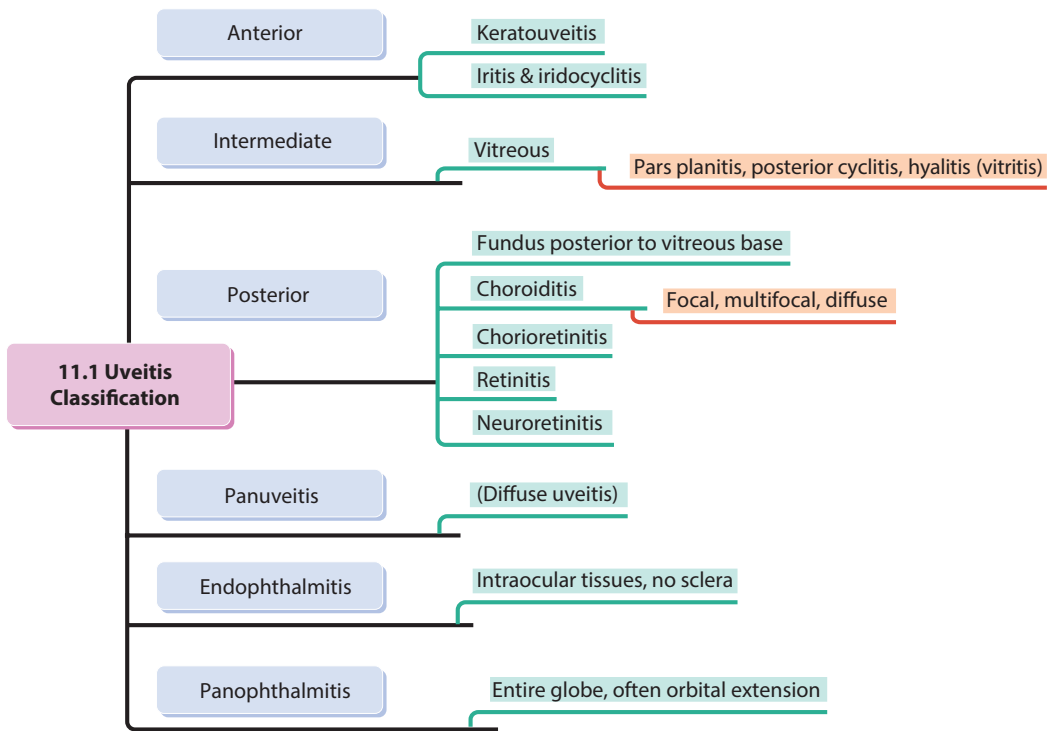 11.1 Uveitis
Classification
Anterior
Keratouveitis
Iritis & iridocyclitis
Intermediate
Vitreous
Pars planitis, posterior cyclitis, hyalitis (vitritis)
Posterior
Fundus posterior to vitreous base
Choroiditis
Focal, multifocal, diffuse
Chorioretinitis
Retinitis
Neuroretinitis
Panuveitis
(Diffuse uveitis)
Endophthalmitis
Intraocular tissues, no sclera
Panophthalmitis
Entire globe, often orbital extension